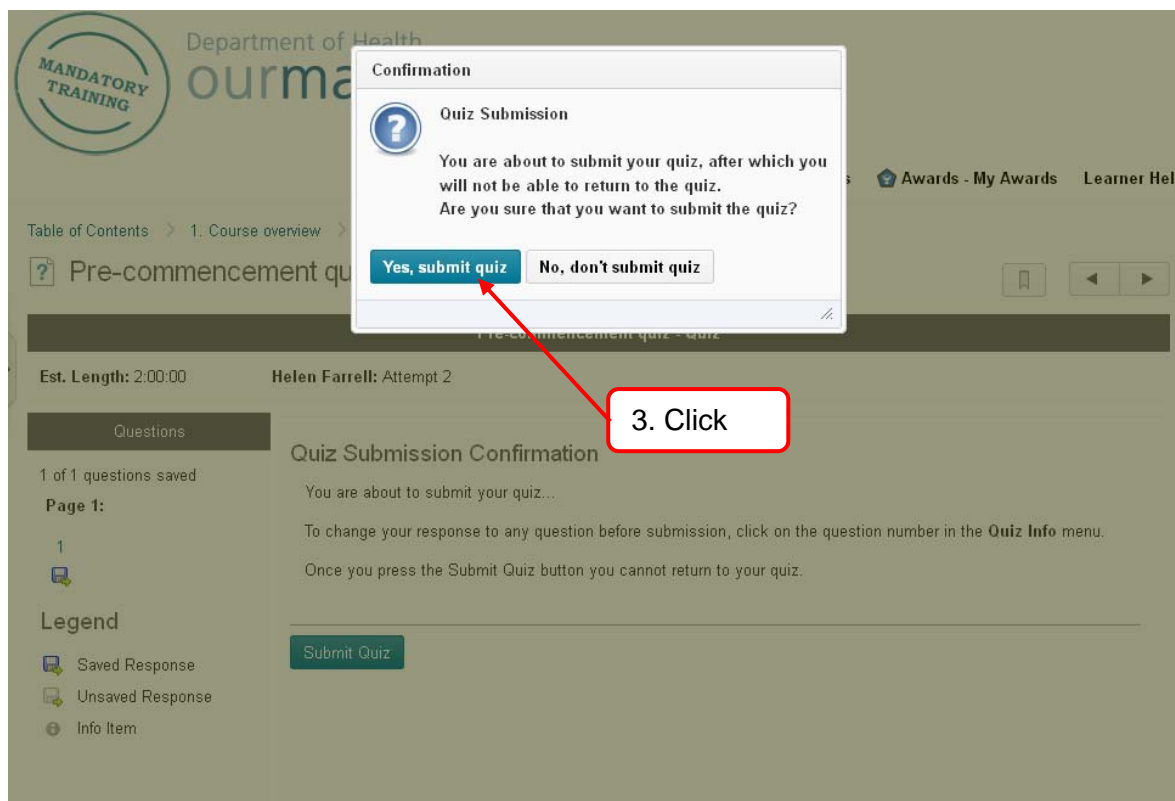 MANDATORY
TRAINING
Department of Health
ourma
Confirmation
Quiz Submission
You are about to submit your quiz, after which you
will not be able to return to the quiz.
Are you sure that you want to submit the quiz?
Yes, submit quiz No, don't submit quiz
s Awards - My Awards Learner Hel
Table of Contents > 1. Course overview >
Pre-commencement qu
Pre-commencement quiz - Quiz
Est. Length: 2:00:00 Helen Farrell: Attempt 2
3. Click
Questions
1 of 1 questions saved
Page 1:
1
Legend
Saved Response
Unsaved Response
Info Item
Quiz Submission Confirmation
You are about to submit your quiz...
To change your response to any question before submission, click on the question number in the Quiz Info menu.
Once you press the Submit Quiz button you cannot return to your quiz.
Submit Quiz